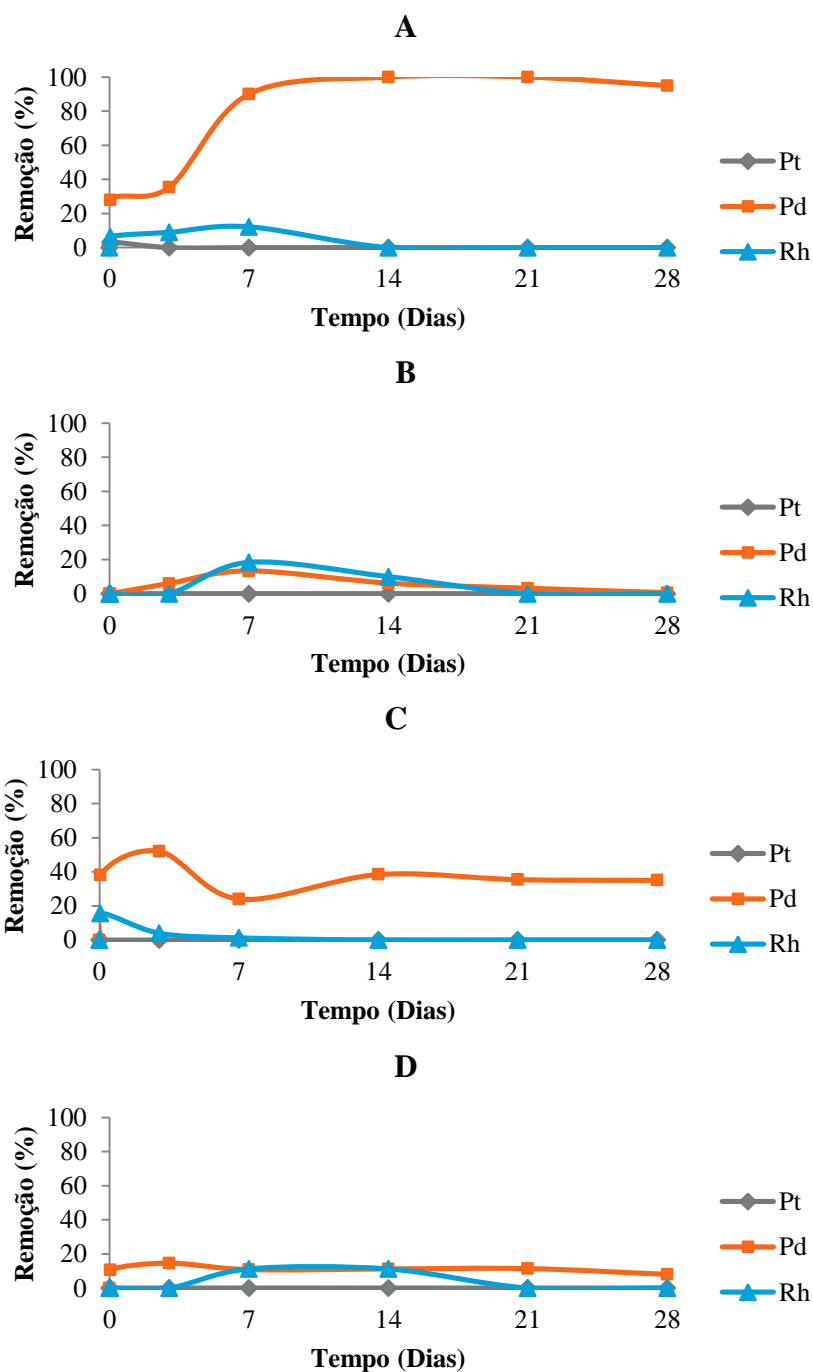 A
100
80
60
40
20
0
Remoção (%)
0 7 14 21 28
Tempo (Dias)
Pt
Pd
Rh
B
100
80
60
40
20
0
Remoção (%)
0 7 14 21 28
Tempo (Dias)
Pt
Pd
Rh
C
100
80
60
40
20
0
Remoção (%)
0 7 14 21 28
Tempo (Dias)
Pt
Pd
Rh
D
100
80
60
40
20
0
Remoção (%)
0 7 14 21 28
Tempo (Dias)
Pt
Pd
Rh